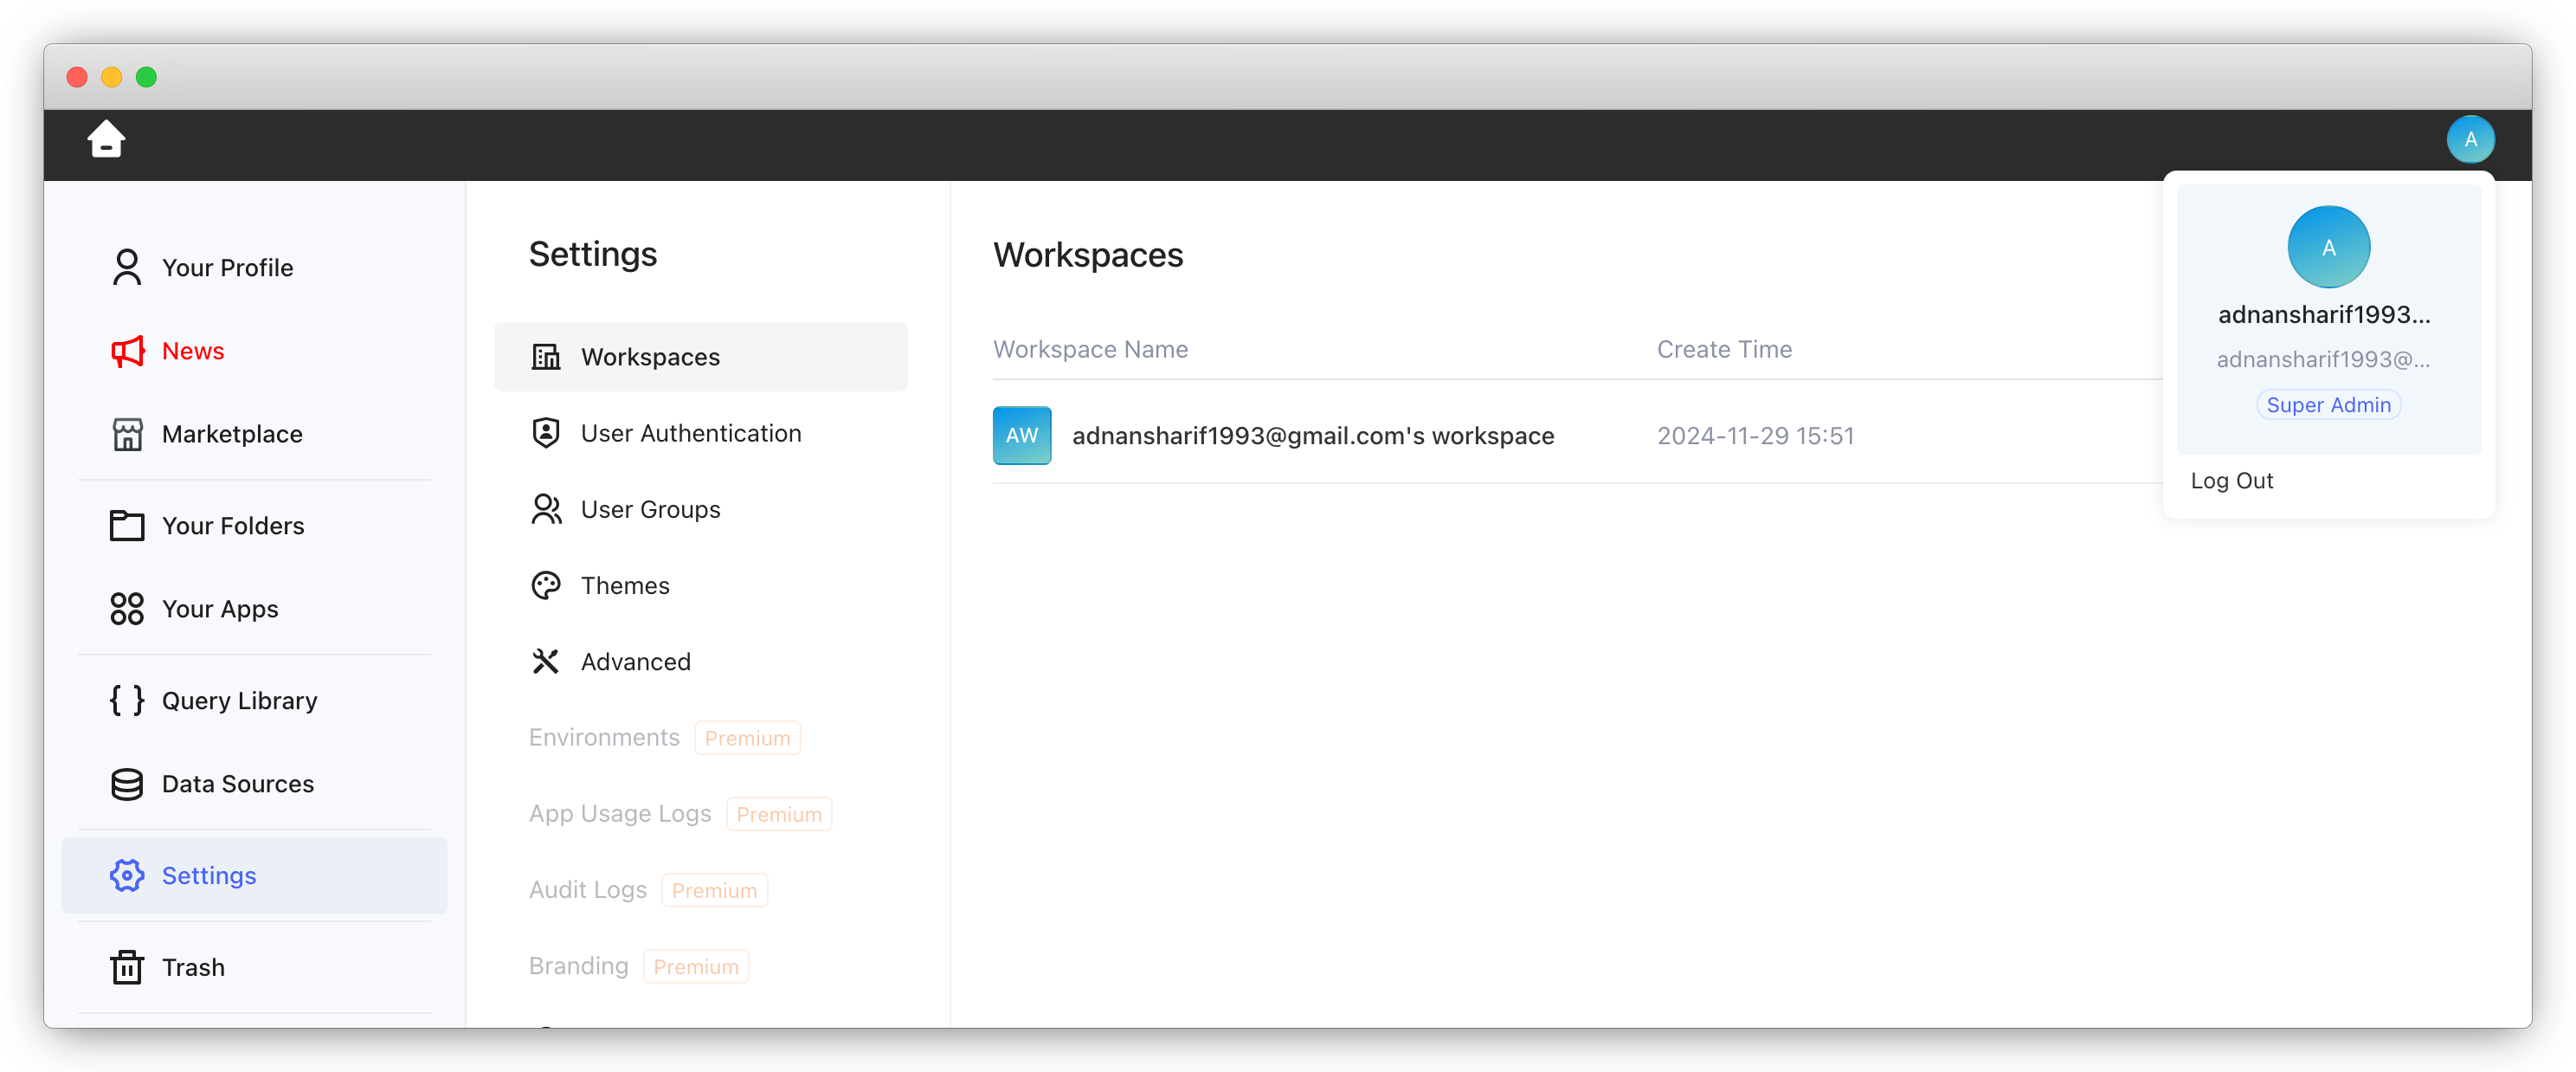 A
Your Profile
News
Marketplace
Your Folders
Your Apps
Query Library
Data Sources
Settings
Trash
Settings
Workspaces
User Authentication
User Groups
Themes
Advanced
Environments Premium
App Usage Logs Premium
Audit Logs Premium
Branding Premium
Workspaces
Workspace Name Create Time
AW adnansharif1993@gmail.com's workspace 2024-11-29 15:51
A
adnansharif1993...
adnansharif1993@...
Super Admin
Log Out